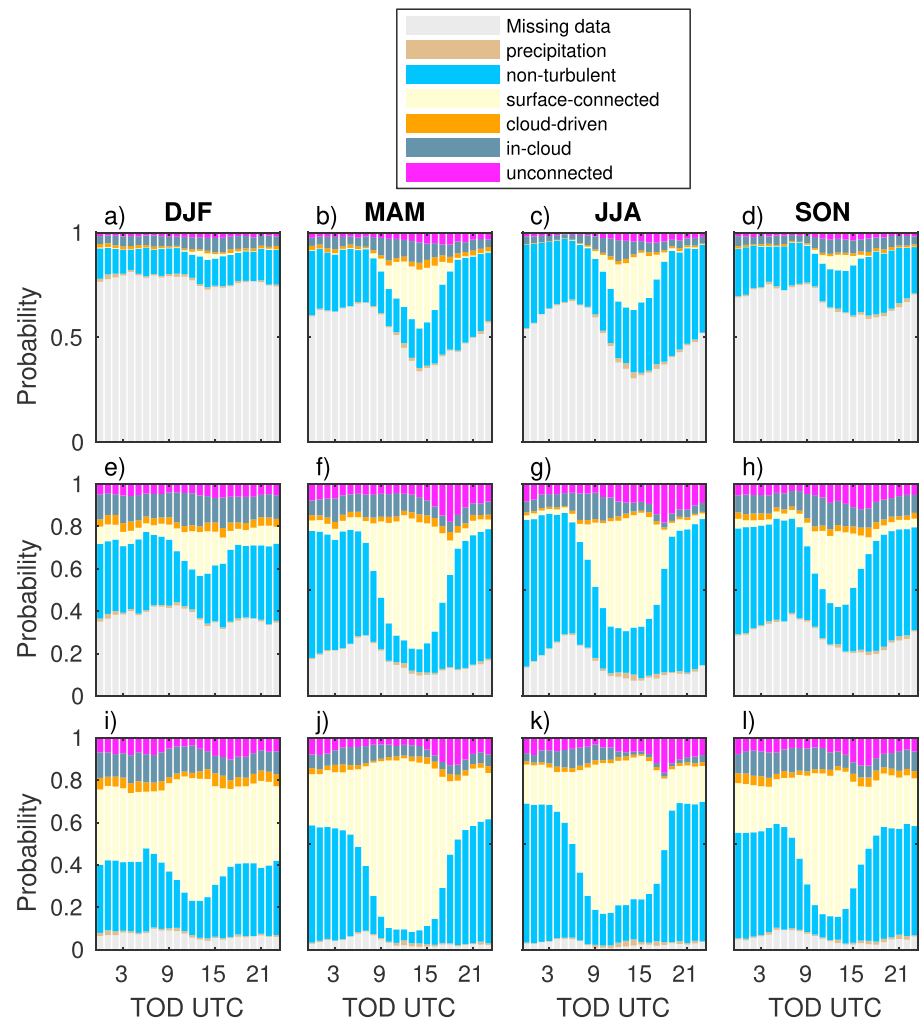 Missing data
precipitation
non-turbulent
surface-connected
cloud-driven
in-cloud
unconnected
a) DJF b) MAM c) JJA d) SON
1
0.5
0
Probability
e) f) g) h)
1
0.8
0.6
0.4
0.2
0
Probability
i) j) k) l)
1
0.8
0.6
0.4
0.2
0
Probability
3 9 15 21 3 9 15 21 3 9 15 21 3 9 15 21
TOD UTC TOD UTC TOD UTC TOD UTC